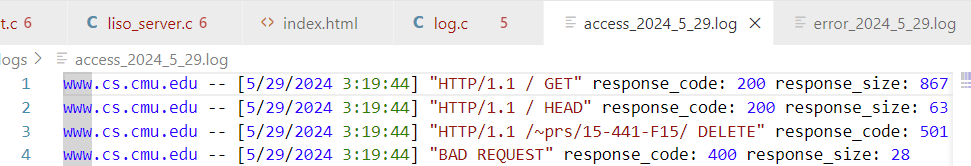 t.c 6 C liso_server.c 6 <> index.html C log.c 5 access_2024_5_29.log × error_2024_5_29.log
logs > access_2024_5_29.log
1 www.cs.cmu.edu -- [5/29/2024 3:19:44] "HTTP/1.1 / GET" response_code: 200 response_size: 867
2 www.cs.cmu.edu -- [5/29/2024 3:19:44] "HTTP/1.1 / HEAD" response_code: 200 response_size: 63
3 www.cs.cmu.edu -- [5/29/2024 3:19:44] "HTTP/1.1 /~prs/15-441-F15/ DELETE" response_code: 501
4 www.cs.cmu.edu -- [5/29/2024 3:19:44] "BAD REQUEST" response_code: 400 response_size: 28